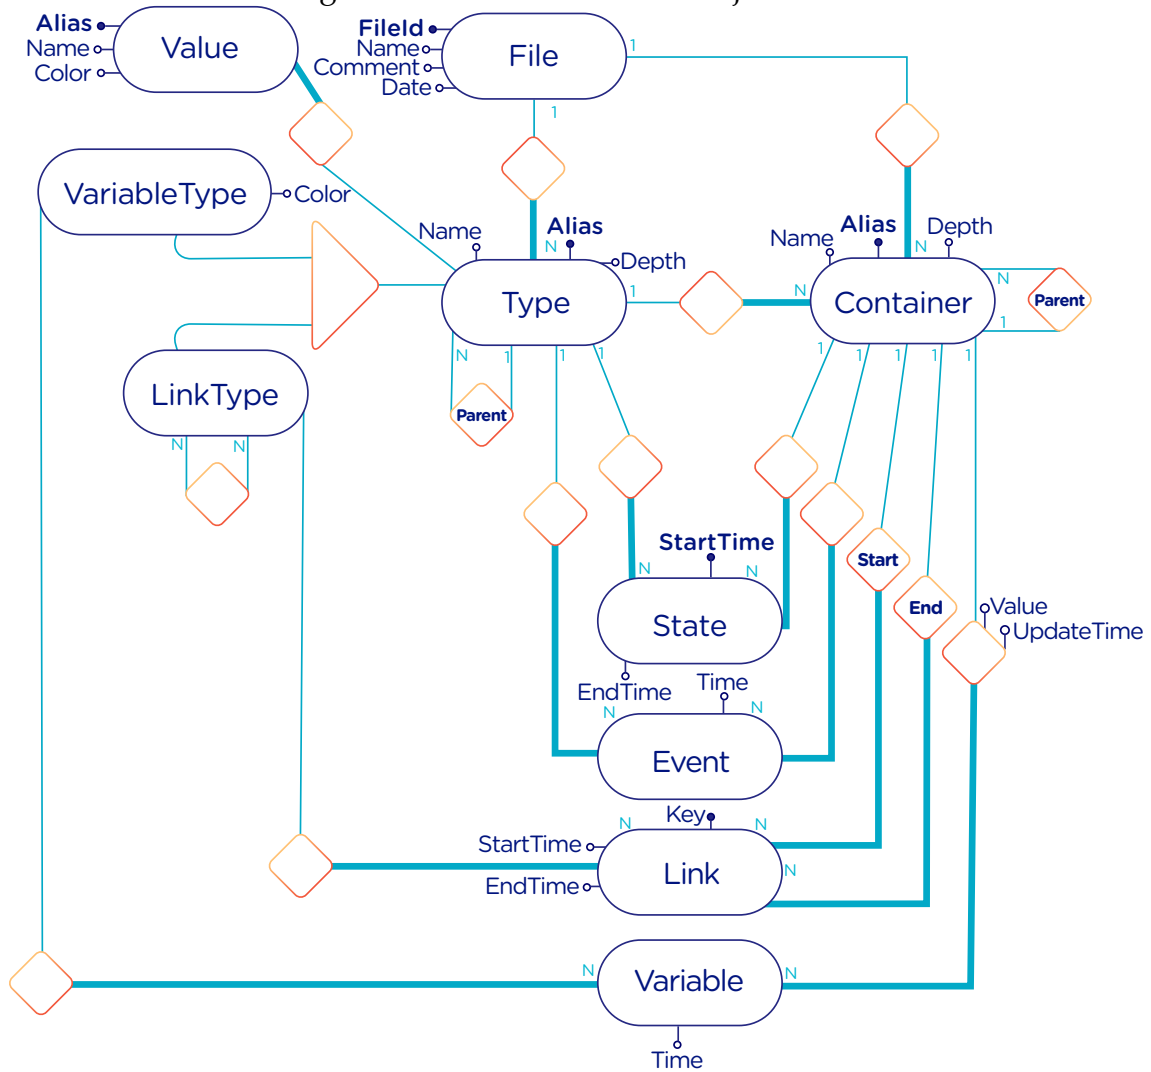 Alias
Name
Color
Value
FileId
Name
Comment
Date
File
1
1
VariableType
Color
Name
Alias
N
Depth
Type
1
N
Name
Alias
Depth
N
Container
N
1
Parent
LinkType
N
N
N
1
1
1
Parent
1
1
1
1
1
StartTime
N
N
State
EndTime
Start
End
Value
UpdateTime
Time
N
N
Event
Key
N
N
StartTime
EndTime
Link
N
N
Variable
N
Time